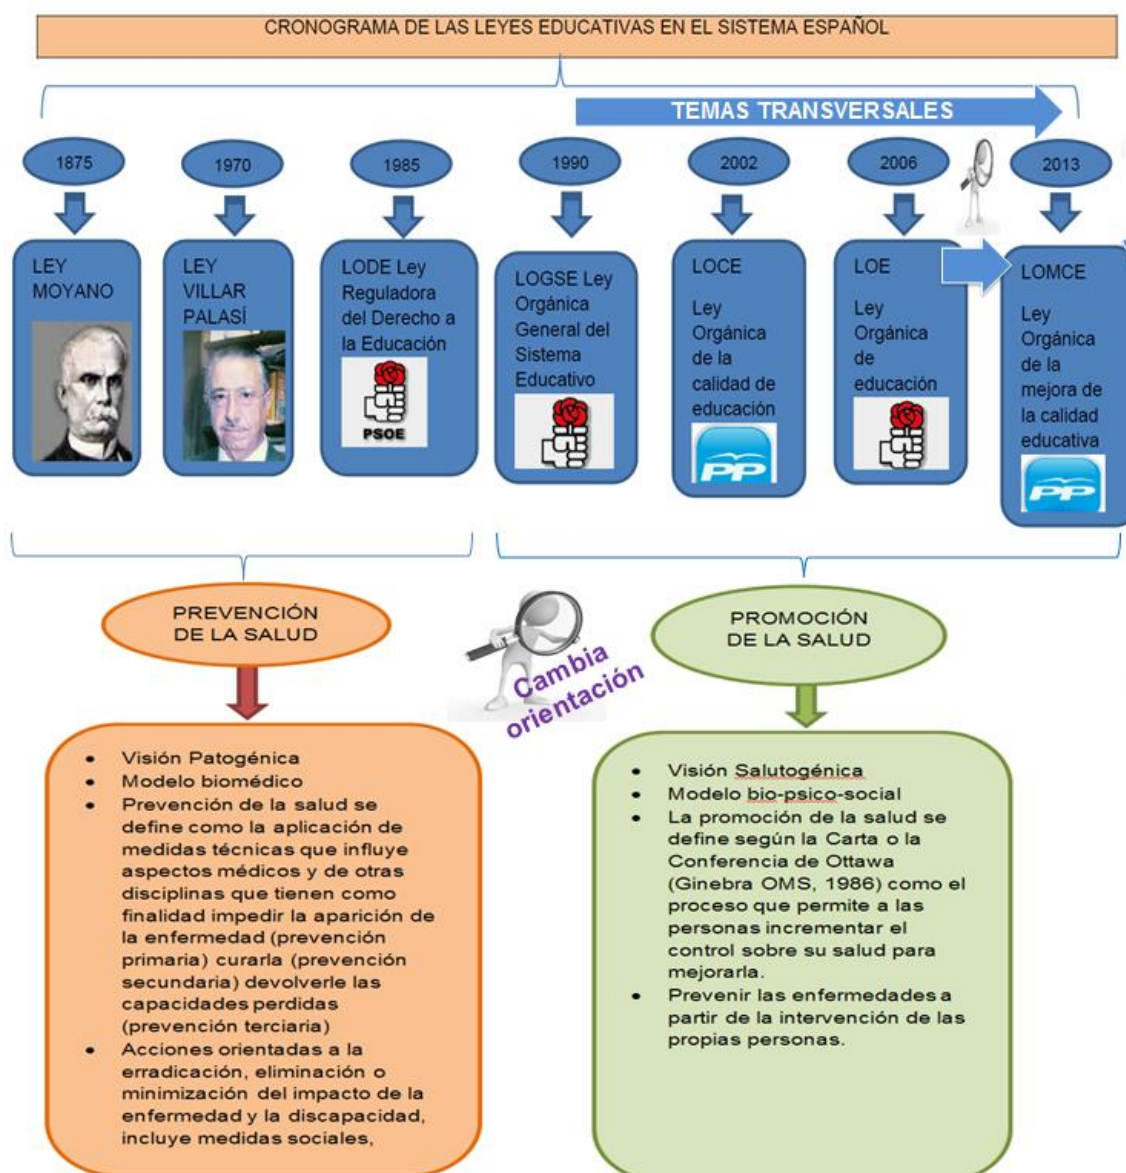 CRONOGRAMA DE LAS LEYES EDUCATIVAS EN EL SISTEMA ESPAÑOL
TEMAS TRANSVERSALES
1875
1970
1985
1990
2002
2006
2013
LEY
MOYANO
LEY
VILLAR
PALASÍ
LODE Ley
Reguladora
del Derecho a
la Educación
PSOE
LOGSE Ley
Orgánica
General del
Sistema
Educativo
LOCE
Ley
Orgánica
de la
calidad de
educación
PP
LOE
Ley
Orgánica
de
educación
LOMCE
Ley
Orgánica
de la
mejora de
la calidad
educativa
PP
PREVENCIÓN
DE LA SALUD
Cambia
orientación
PROMOCIÓN
DE LA SALUD
• Visión Patogénica
• Modelo biomédico
• Prevención de la salud se
define como la aplicación de
medidas técnicas que influye
aspectos médicos y de otras
disciplinas que tienen como
finalidad impedir la aparición de
la enfermedad (prevención
primaria) curarla (prevención
secundaria) devolverle las
capacidades perdidas
(prevención terciaria)
• Acciones orientadas a la
erradicación, eliminación o
minimización del impacto de la
enfermedad y la discapacidad,
incluye medidas sociales,
• Visión Salutogénica
• Modelo bio-psico-social
• La promoción de la salud se
define según la Carta o la
Conferencia de Ottawa
(Ginebra OMS, 1986) como el
proceso que permite a las
personas incrementar el
control sobre su salud para
mejorarla.
• Prevenir las enfermedades a
partir de la intervención de las
propias personas.